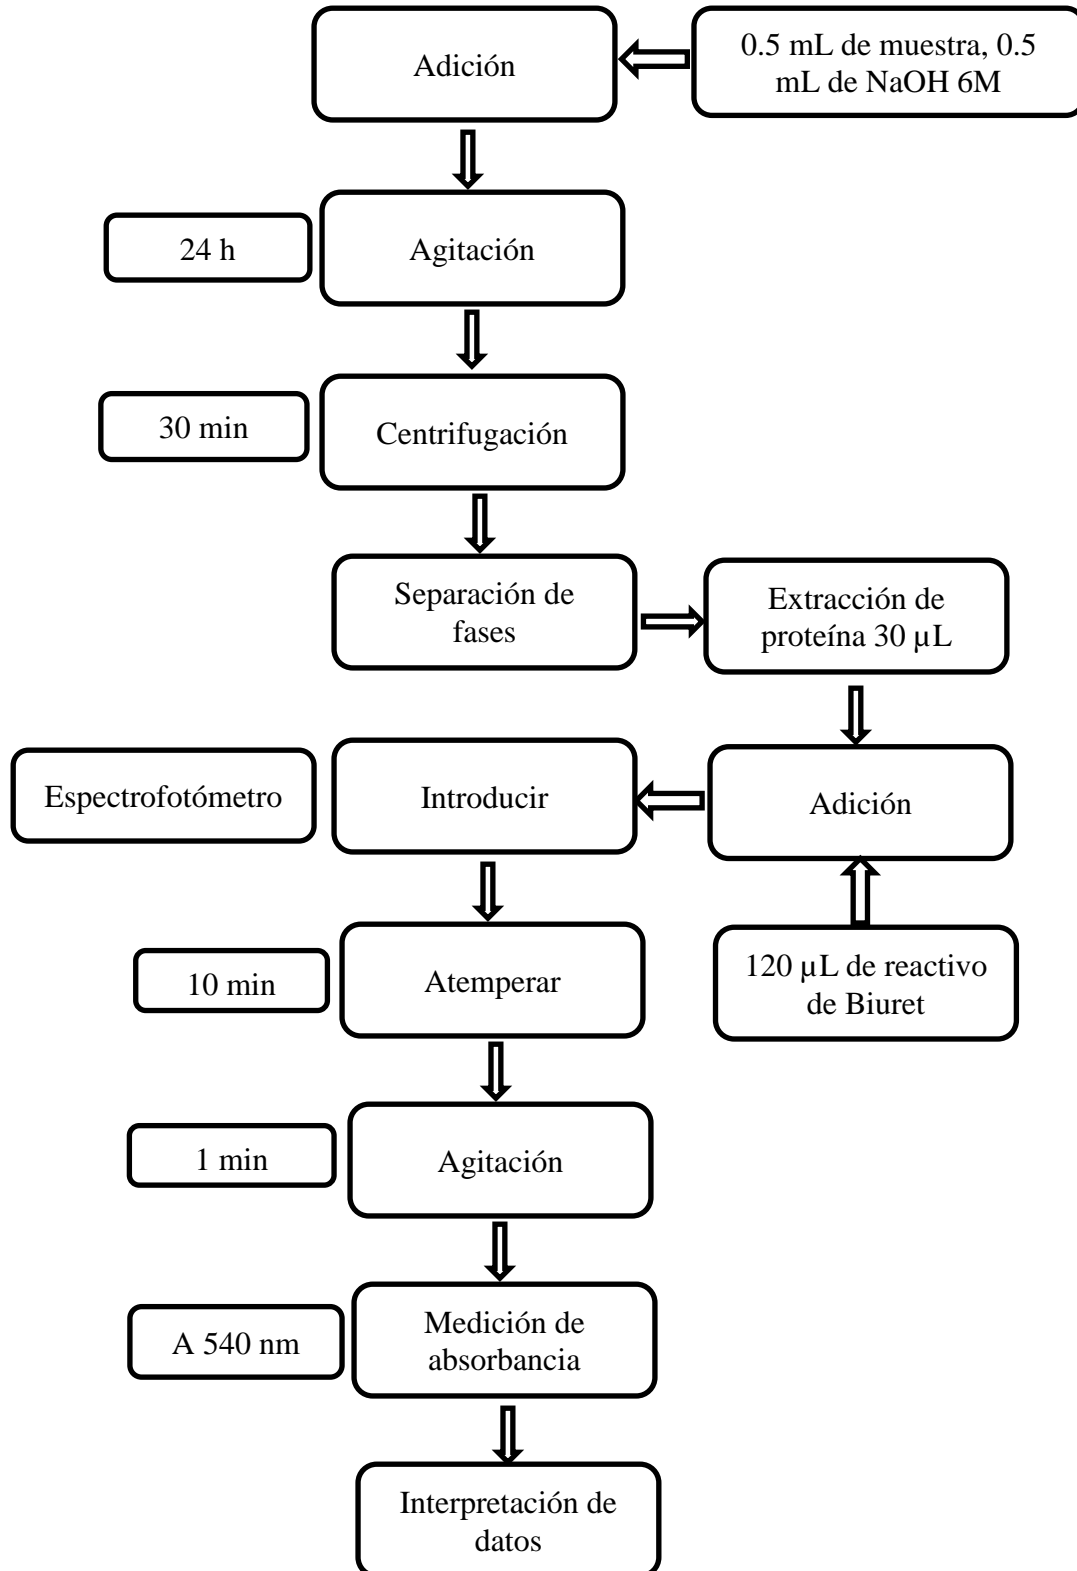 Adición
0.5 mL de muestra, 0.5
mL de NaOH 6M
24 h
Agitación
30 min
Centrifugación
Separación de
fases
Extracción de
proteína 30 µL
Espectrofotómetro
Introducir
Adición
120 µL de reactivo
de Biuret
10 min
Atemperar
1 min
Agitación
A 540 nm
Medición de
absorbancia
Interpretación de
datos